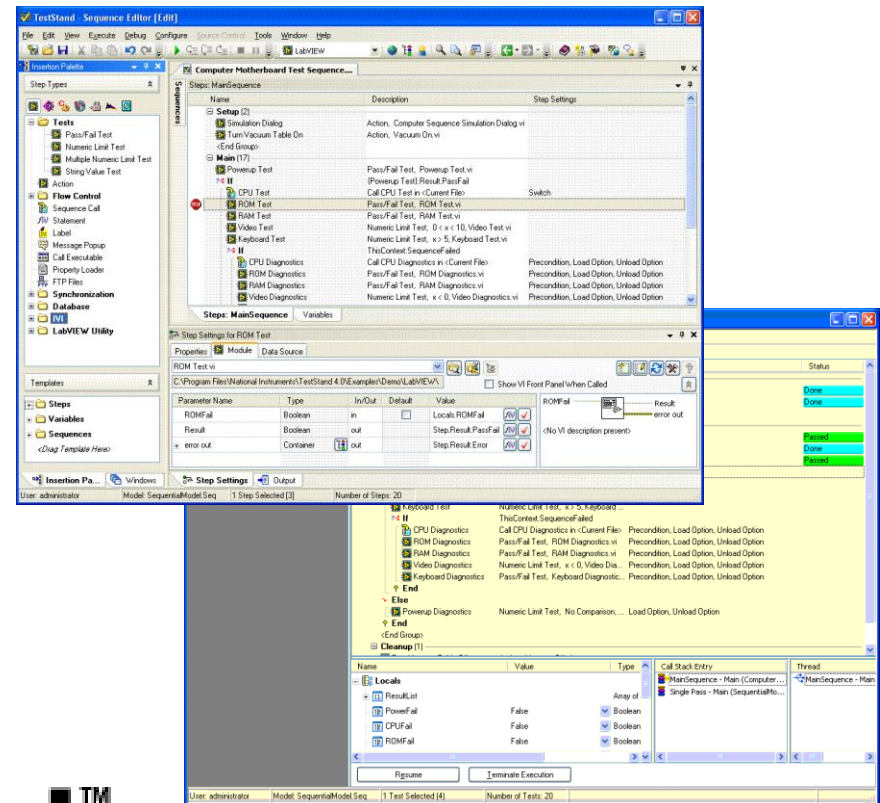 TestStand - Sequence Editor [Edit]
File Edit View Execute Debug Configure Source Control Tools Window Help
LabVIEW
Insertion Palette
Step Types
Tests
Pass/Fail Test
Numeric Limit Test
Multiple Numeric Limit Test
String Value Test
Action
Flow Control
Sequence Call
Statement
Label
Message Popup
Call Executable
Property Loader
FTP Files
Synchronization
Database
IVI
LabVIEW Utility
Templates
Steps
Variables
Sequences
<Drag Template Here>
Insertion Pa... Windows
Computer Motherboard Test Sequence....
Sequences
Steps: MainSequence
Name Description Step Settings
Setup (2)
Simulation Dialog Action, Computer Sequence Simulation Dialog.vi
Turn Vacuum Table On Action, Vacuum On.vi
<End Group>
Main (17)
Powerup Test Pass/Fail Test, Powerup Test.vi
If {Powerup Test}.Result.PassFail
CPU Test Call CPU Test in <Current File> Switch
ROM Test Pass/Fail Test, ROM Test.vi
RAM Test Pass/Fail Test, RAM Test.vi
Video Test Numeric Limit Test, 0 < x < 10, Video Test.vi
Keyboard Test Numeric Limit Test, x > 5, Keyboard Test.vi
If ThisContext.SequenceFailed
CPU Diagnostics Call CPU Diagnostics in <Current File> Precondition, Load Option, Unload Option
ROM Diagnostics Pass/Fail Test, ROM Diagnostics.vi Precondition, Load Option, Unload Option
RAM Diagnostics Pass/Fail Test, RAM Diagnostics.vi Precondition, Load Option, Unload Option
Video Diagnostics Numeric Limit Test, x < 0, Video Diagnostics.vi Precondition, Load Option, Unload Option
Steps: MainSequence Variables
Step Settings for ROM Test
Properties Module Data Source
ROM Test.vi
C:\Program Files\National Instruments\TestStand 4.0\Examples\Demo\LabVIEW\ Show VI Front Panel When Called
Parameter Name Type In/Out Default Value
ROMFail Boolean in Locals.ROMFail
Result Boolean out Step.Result.PassFail
error out Container out Step.Result.Error
ROMFail Result
error out
<No VI description present>
Step Settings Output
User: administrator Model: SequentialModel.Seq 1 Step Selected [3] Number of Steps: 20
Status
Done
Done
Passed
Done
Passed
Keyboard Test Numeric Limit Test, x > 5, Keyboard ...
If ThisContext.SequenceFailed
CPU Diagnostics Call CPU Diagnostics in <Current File> Precondition, Load Option, Unload Option
ROM Diagnostics Pass/Fail Test, ROM Diagnostics.vi Precondition, Load Option, Unload Option
RAM Diagnostics Pass/Fail Test, RAM Diagnostics.vi Precondition, Load Option, Unload Option
Video Diagnostics Numeric Limit Test, x < 0, Video Dia... Precondition, Load Option, Unload Option
Keyboard Diagnostics Pass/Fail Test, Keyboard Diagnostic... Precondition, Load Option, Unload Option
End
Else
Powerup Diagnostics Numeric Limit Test, No Comparison, ... Load Option, Unload Option
End
<End Group>
Cleanup (1)
Name Value Type
Locals
ResultList Array of
PowerFail False Boolean
CPUFail False Boolean
ROMFail False Boolean
Call Stack Entry
MainSequence - Main (Computer...
Single Pass - Main (SequentialMo...
Thread
MainSequence - Main
Resume Terminate Execution
User: administrator Model: SequentialModel.Seq 1 Test Selected [4] Number of Tests: 20
TM